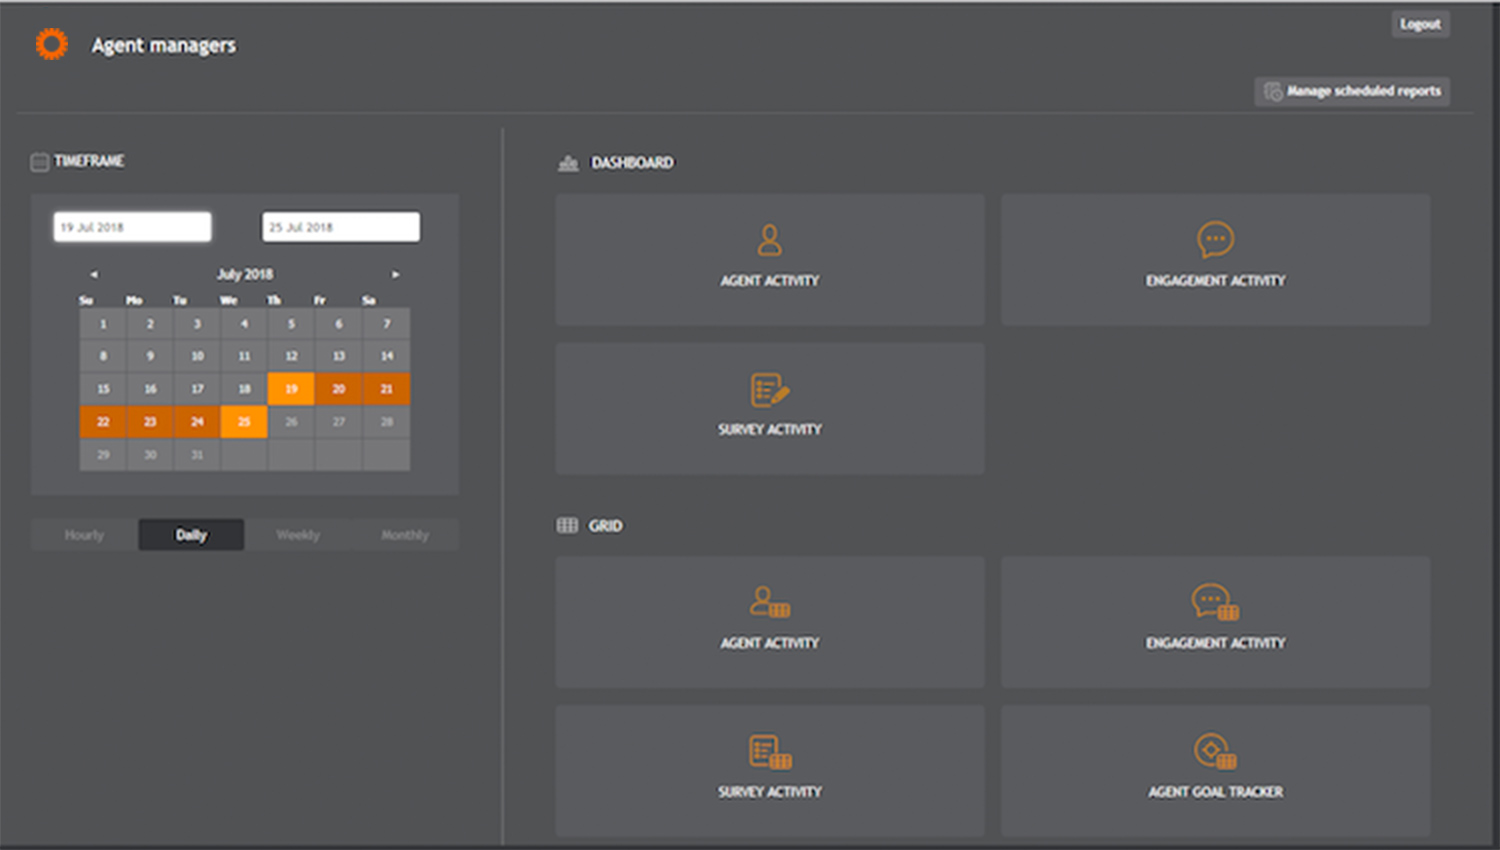 Logout
Agent managers
Manage scheduled reports
TIMEFRAME
19 Jul 2018 25 Jul 2018
◄ July 2018 ►
Su Mo Tu We Th Fr Sa
1 2 3 4 5 6 7
8 9 10 11 12 13 14
15 16 17 18 19 20 21
22 23 24 25 26 27 28
29 30 31
Hourly Daily Weekly Monthly
DASHBOARD
AGENT ACTIVITY ENGAGEMENT ACTIVITY
SURVEY ACTIVITY
GRID
AGENT ACTIVITY ENGAGEMENT ACTIVITY
SURVEY ACTIVITY AGENT GOAL TRACKER